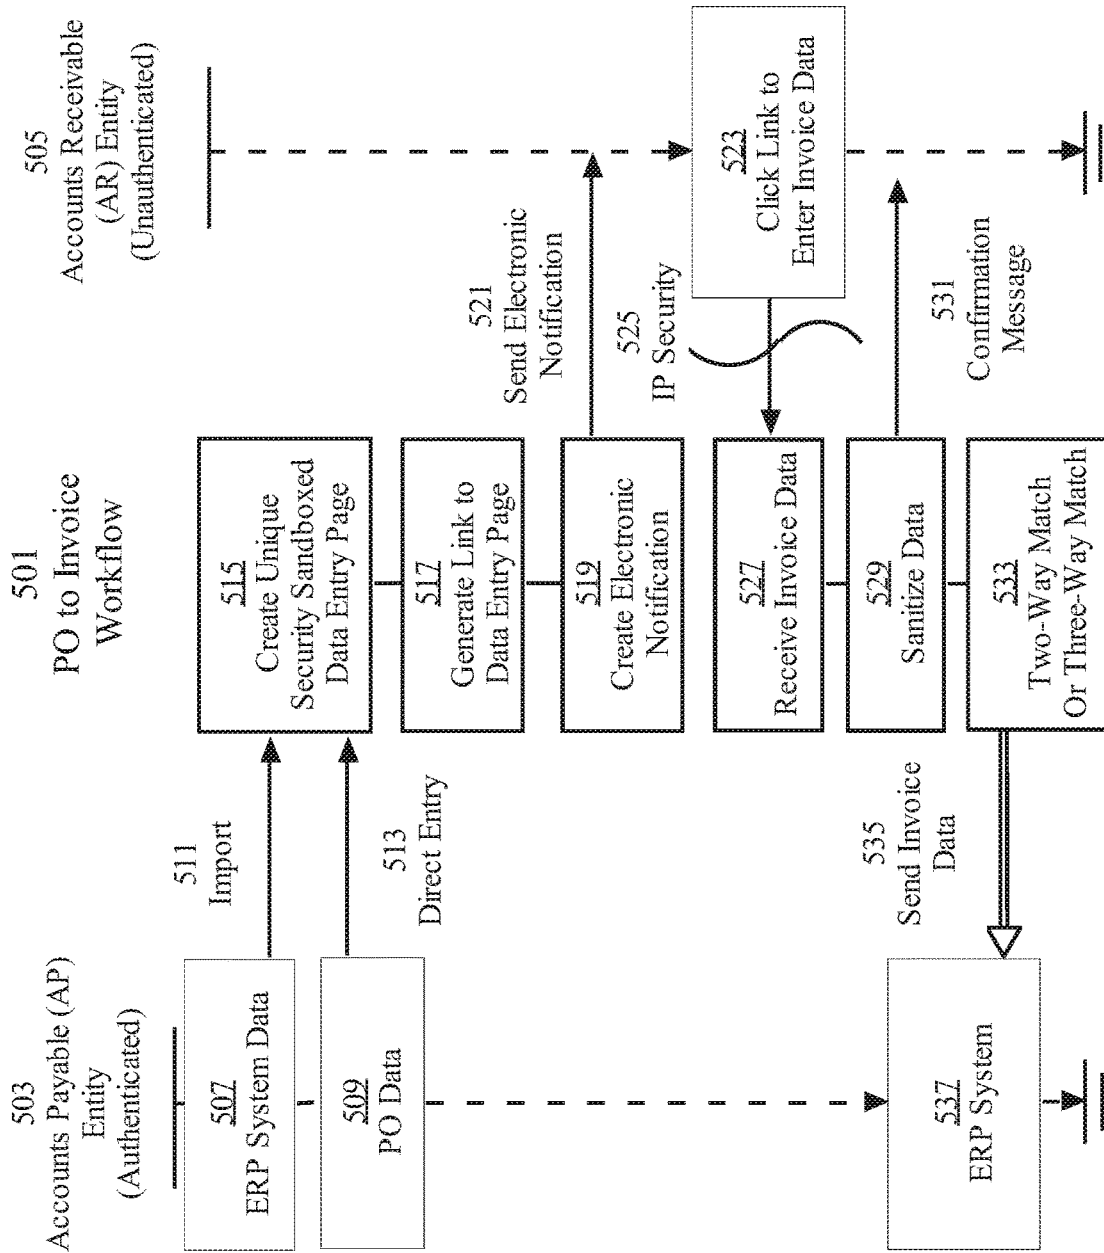 503
Accounts Payable (AP)
Entity
(Authenticated)
501
PO to Invoice
Workflow
505
Accounts Receivable
(AR) Entity
(Unauthenticated)
507
ERP System Data
511
Import
509
PO Data
513
Direct Entry
515
Create Unique
Security Sandboxed
Data Entry Page
517
Generate Link to
Data Entry Page
519
Create Electronic
Notification
521
Send Electronic
Notification
523
Click Link to
Enter Invoice Data
525
IP Security
527
Receive Invoice Data
529
Sanitize Data
531
Confirmation
Message
533
Two-Way Match
Or Three-Way Match
535
Send Invoice
Data
537
ERP System